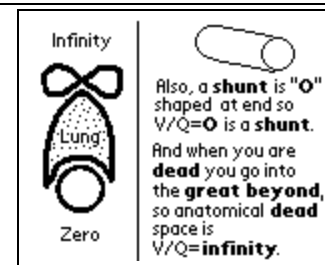 Infinity
Lung
Zero
Also, a shunt is "O"
shaped at end so
V/Q=O is a shunt.
And when you are
dead you go into
the great beyond,
so anatomical dead
space is
V/Q=infinity.